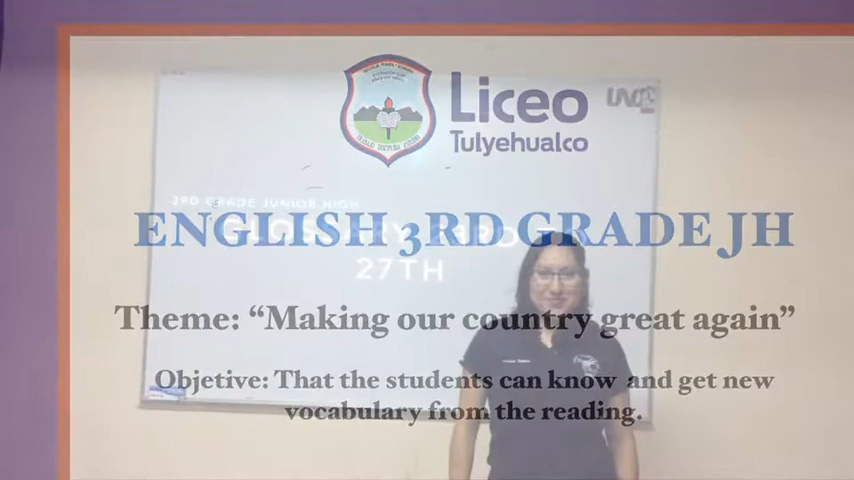 Liceo
Tulyehualco
3RD GRADE JUNIOR HIGH
ENGLISH 3RD GRADE JH
27TH
Theme: “Making our country great again”
Objetive: That the students can know and get new
vocabulary from the reading.